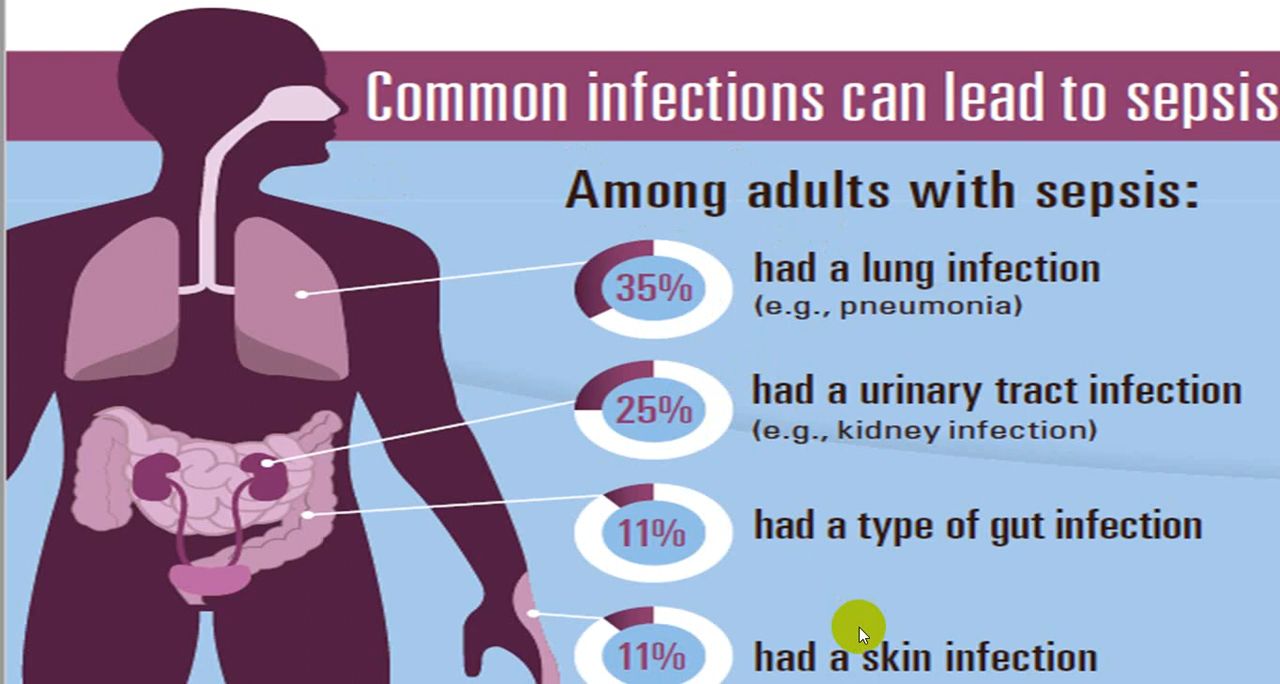 Common infections can lead to sepsis
Among adults with sepsis:
35%
had a lung infection
(e.g., pneumonia)
25%
had a urinary tract infection
(e.g., kidney infection)
11%
had a type of gut infection
11%
had a skin infection